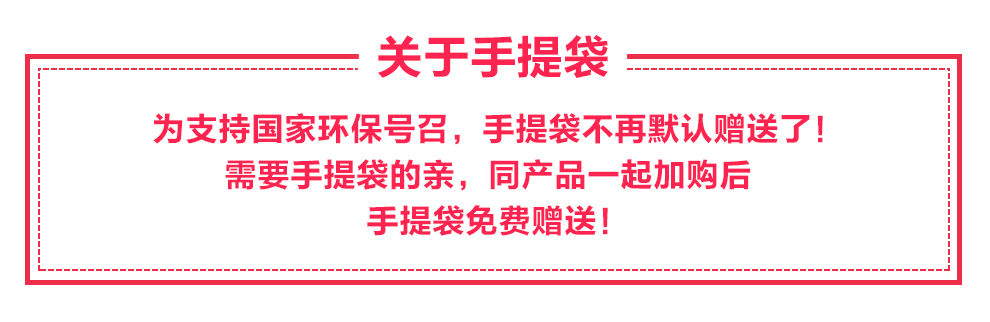 关于手提袋
为支持国家环保号召，手提袋不再默认赠送了！
需要手提袋的亲，同产品一起加购后
手提袋免费赠送！